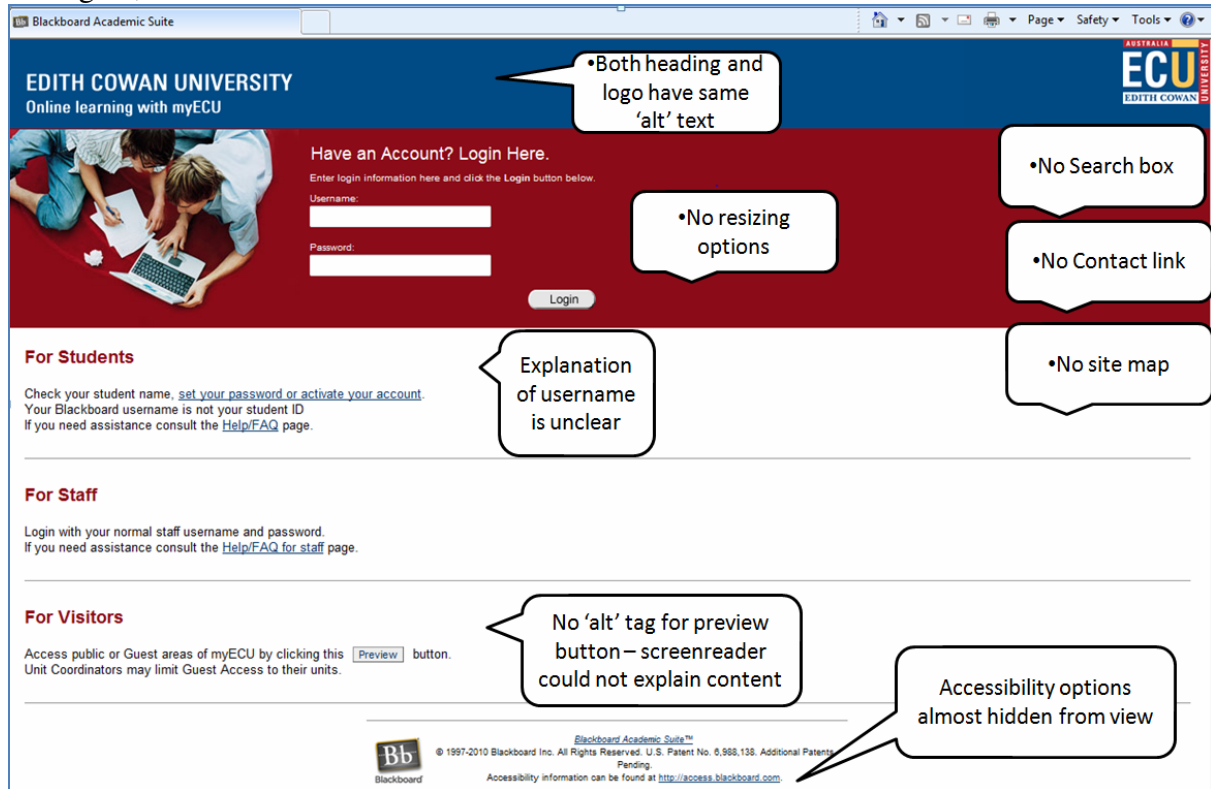 Blackboard Academic Suite
Page
Safety
Tools
EDITH COWAN UNIVERSITY
Online learning with myECU
•Both heading and
logo have same
'alt' text
AUSTRALIA
ECU
EDITH COWAN
UNIVERSITY
Have an Account? Login Here.
Enter login information here and click the Login button below.
Username:
Password:
Login
•No resizing
options
•No Search box
•No Contact link
•No site map
For Students
Check your student name, set your password or activate your account.
Your Blackboard username is not your student ID
If you need assistance consult the Help/FAQ page.
Explanation
of username
is unclear
For Staff
Login with your normal staff username and password.
If you need assistance consult the Help/FAQ for staff page.
For Visitors
Access public or Guest areas of myECU by clicking this Preview button.
Unit Coordinators may limit Guest Access to their units.
No 'alt' tag for preview
button – screenreader
could not explain content
Accessibility options
almost hidden from view
Bb
Blackboard
Blackboard Academic Suite™
© 1997-2010 Blackboard Inc. All Rights Reserved. U.S. Patent No. 6,988,138. Additional Patents
Pending.
Accessibility information can be found at http://access.blackboard.com.